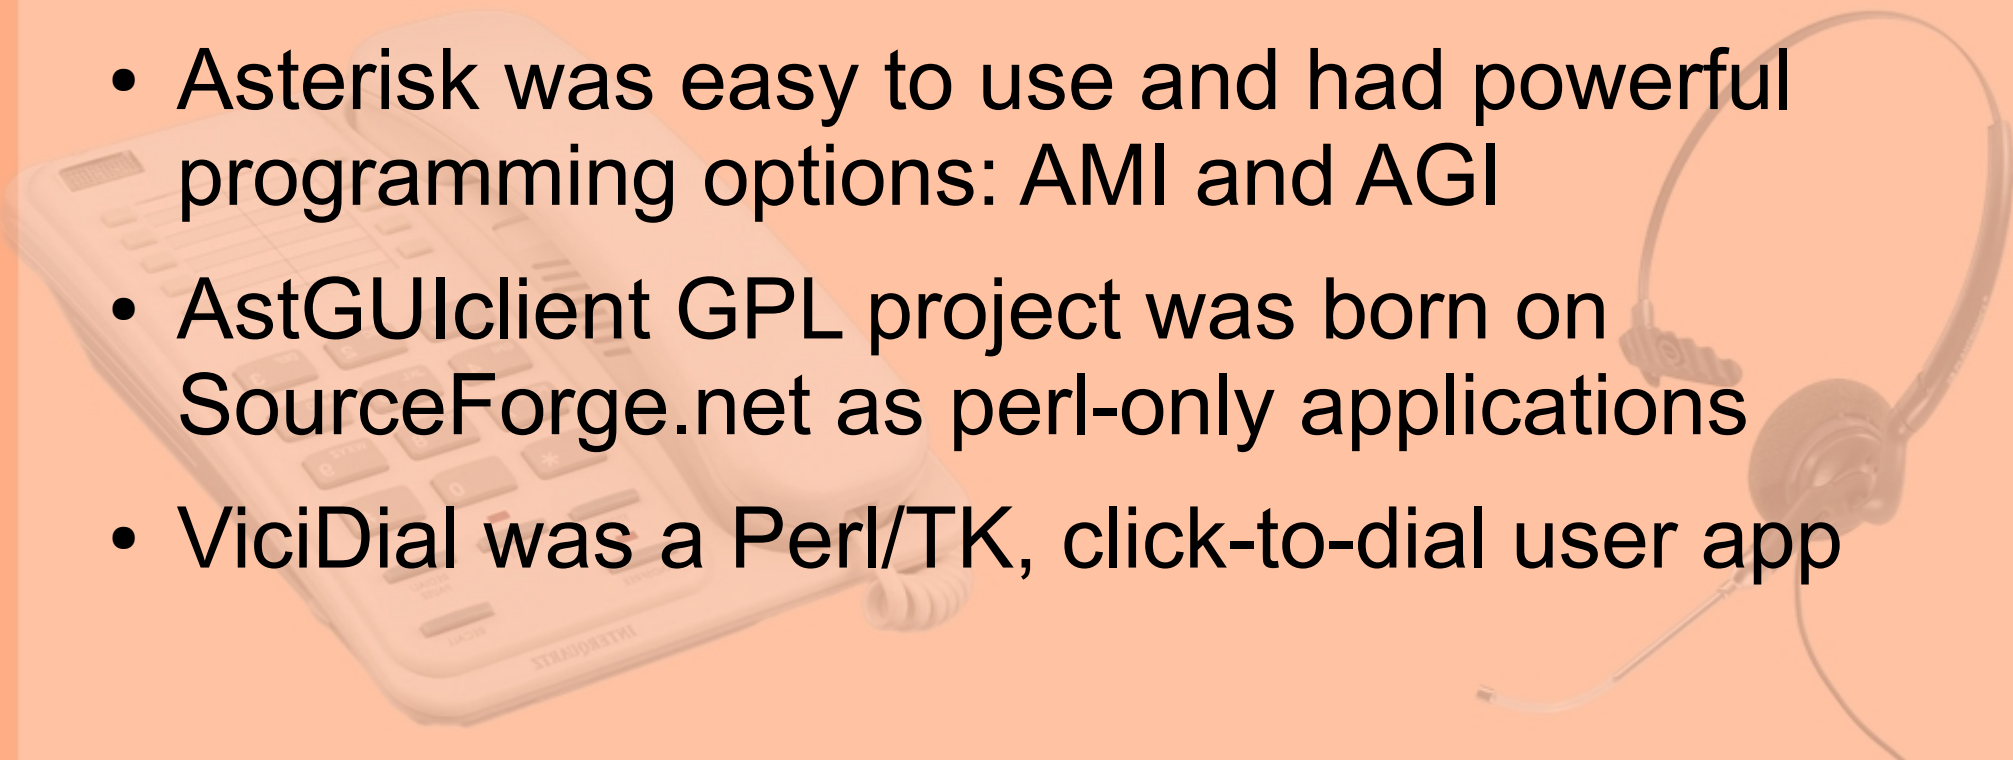 • Asterisk was easy to use and had powerful
programming options: AMI and AGI
• AstGUIclient GPL project was born on
SourceForge.net as perl-only applications
• ViciDial was a Perl/TK, click-to-dial user app
INTERQUARTZ